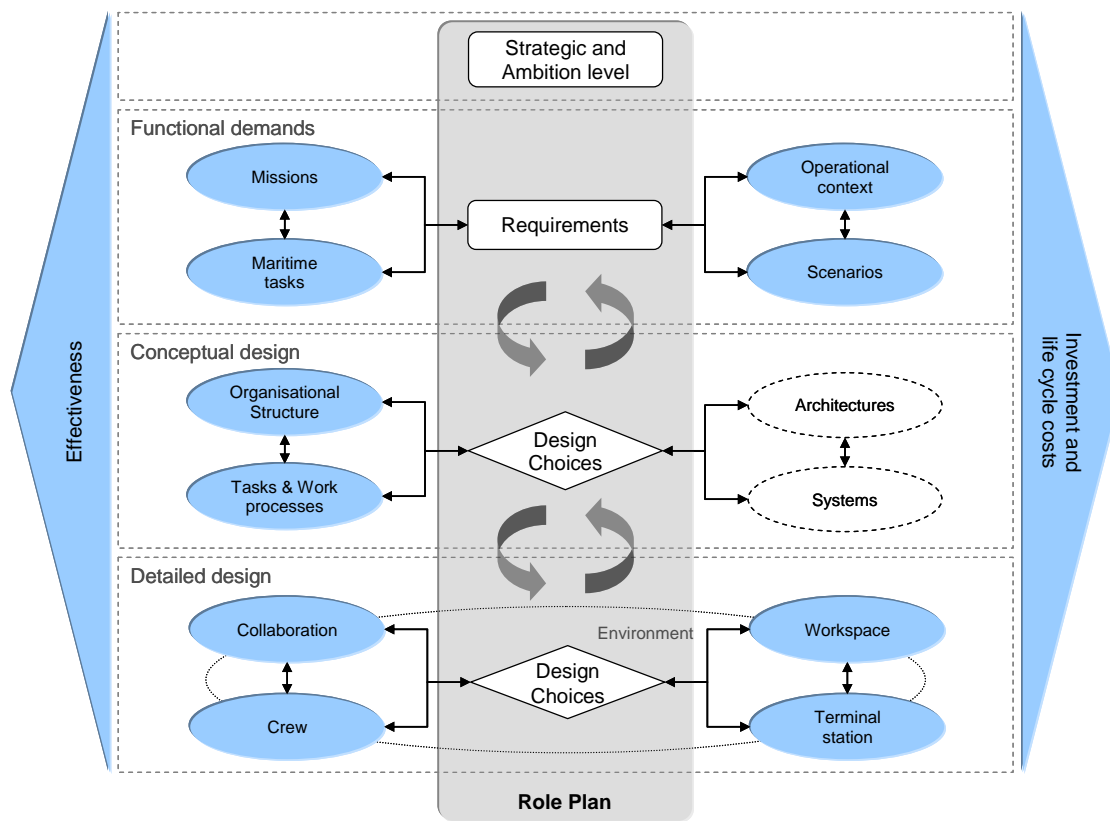 Strategic and
Ambition level
Functional demands
Missions
Operational
context
Requirements
Maritime
tasks
Scenarios
Effectiveness
Investment and
life cycle costs
Conceptual design
Organisational
Structure
Architectures
Design
Choices
Tasks & Work
processes
Systems
Detailed design
Collaboration
Environment
Workspace
Design
Choices
Crew
Terminal
station
Role Plan